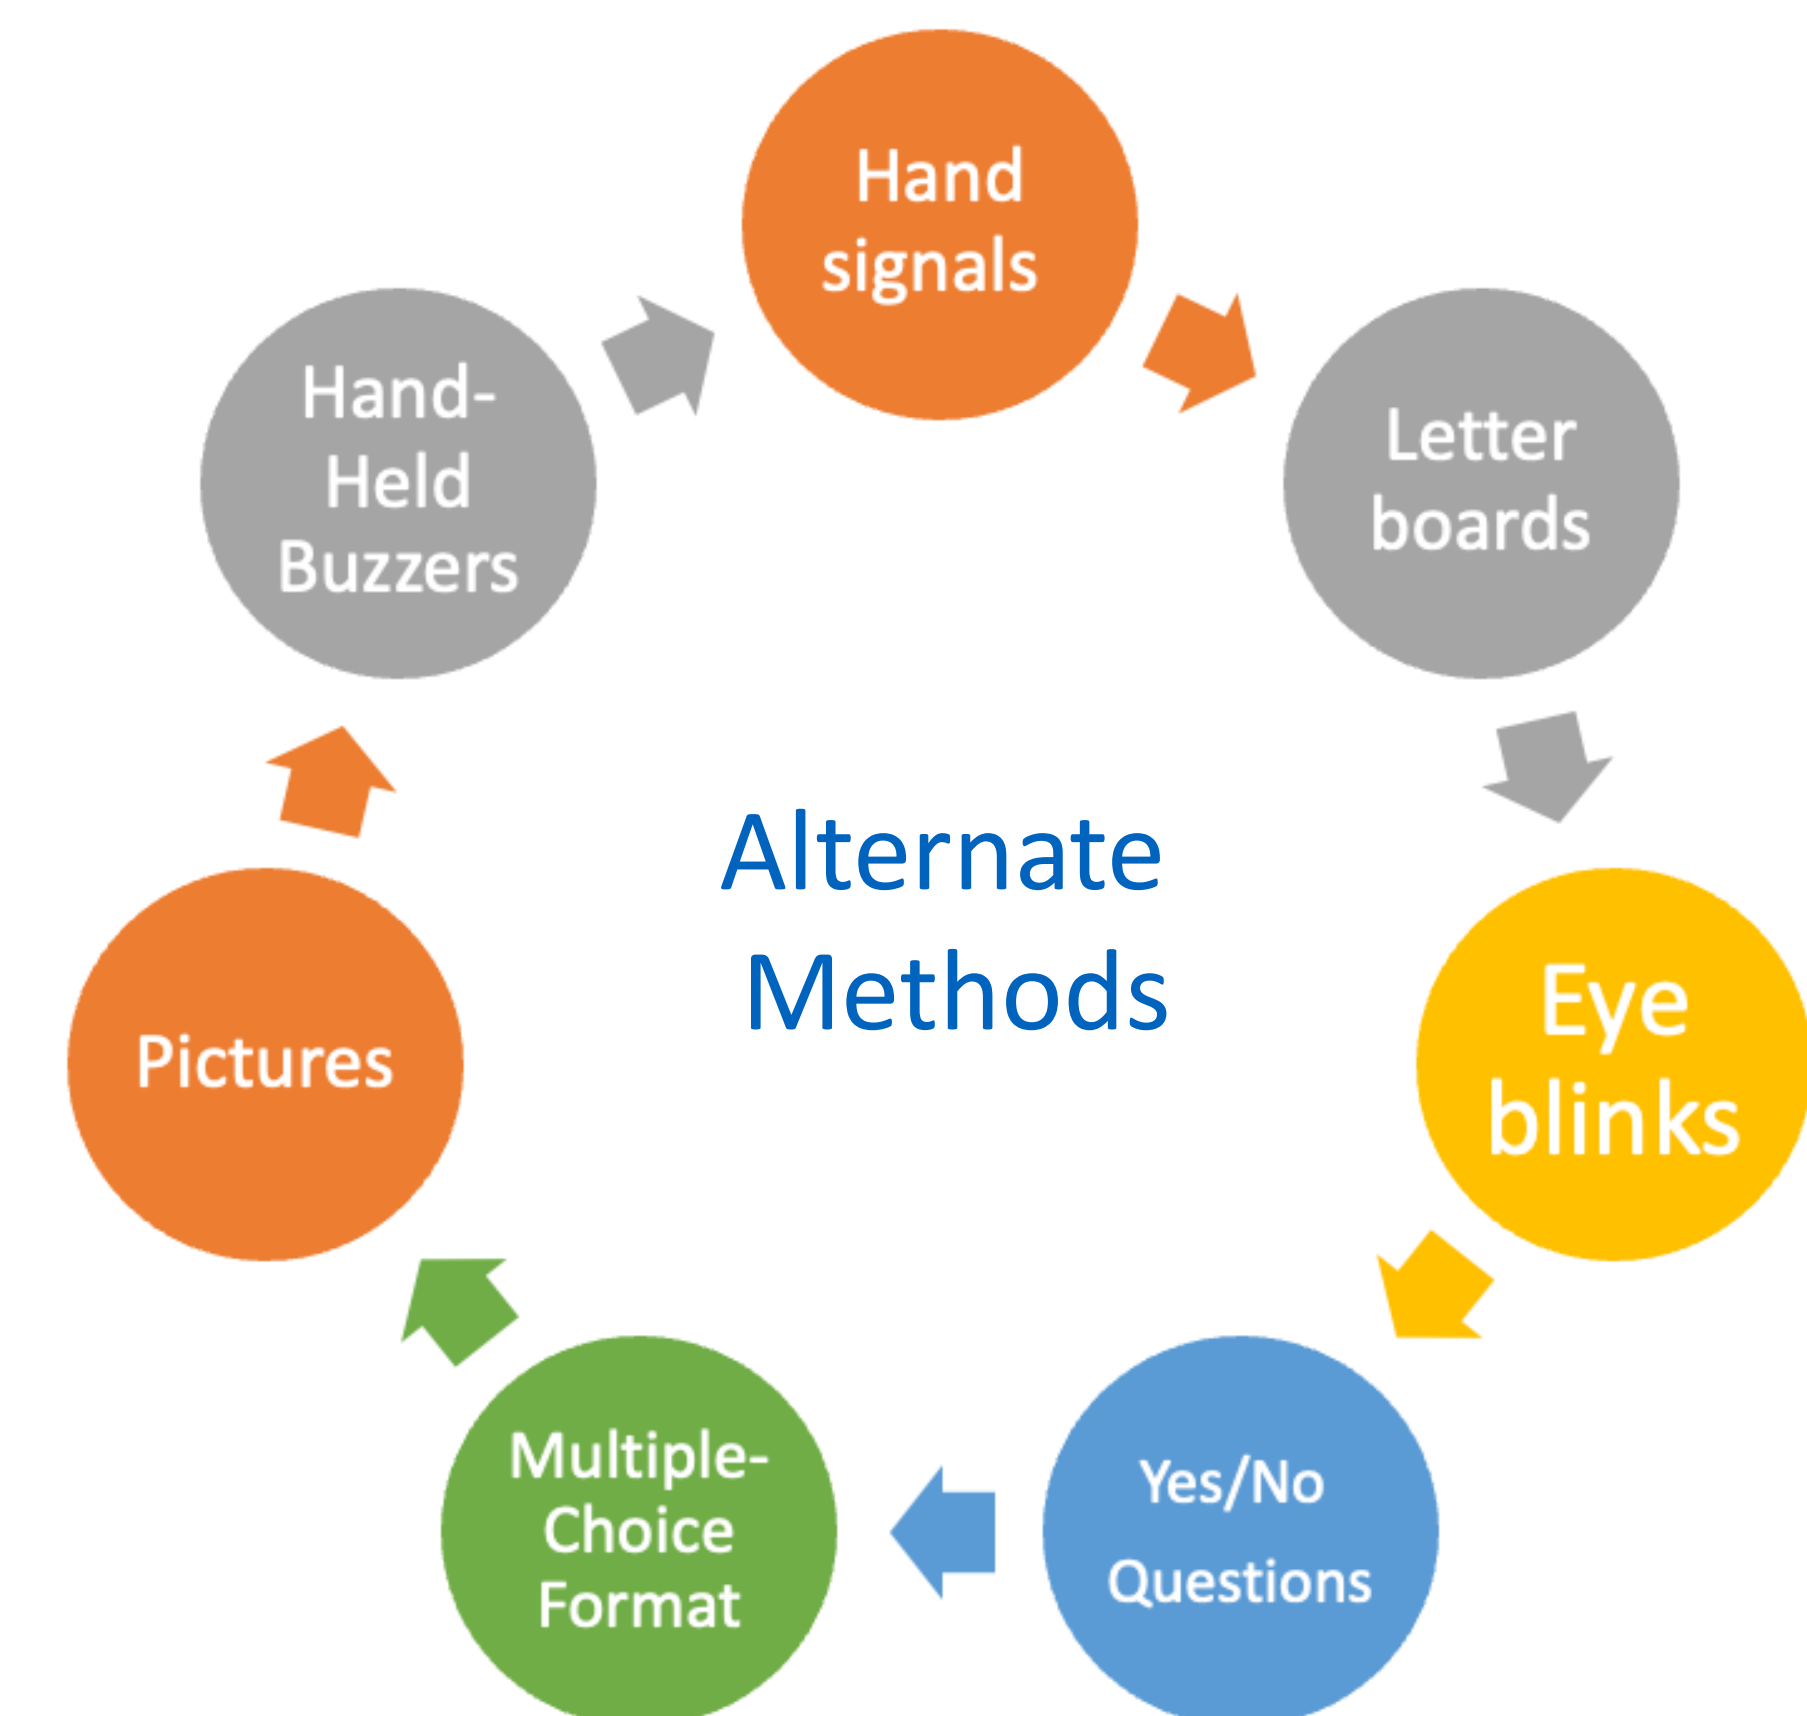 Hand
signals
Letter
boards
Eye
blinks
Yes/No
Questions
Multiple-
Choice
Format
Pictures
Hand-
Held
Buzzers
Alternate
Methods